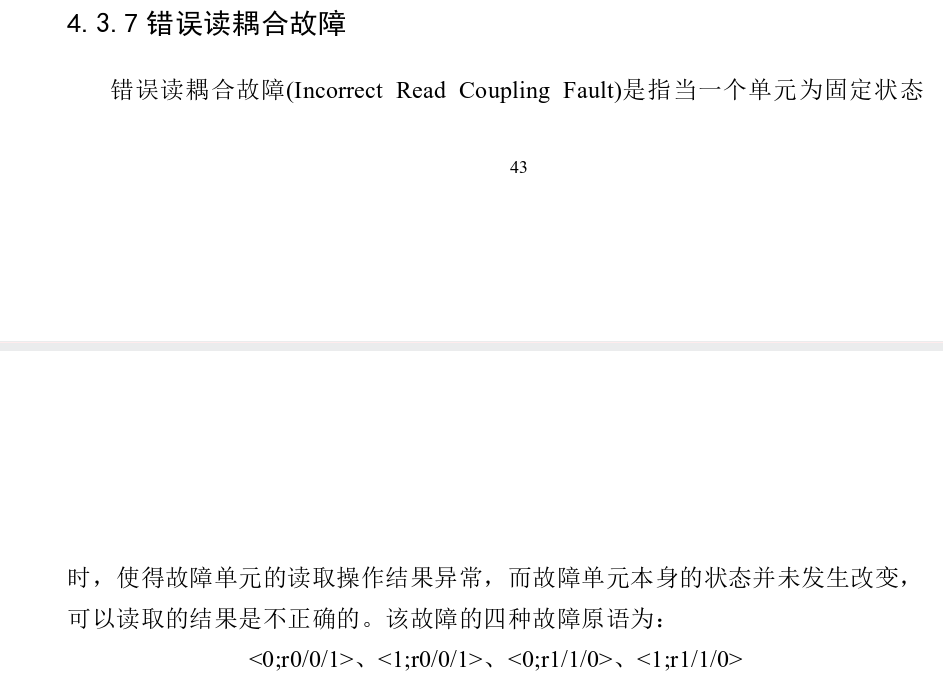 4.3.7 错误读耦合故障
错误读耦合故障(Incorrect Read Coupling Fault)是指当一个单元为固定状态
43
时，使得故障单元的读取操作结果异常，而故障单元本身的状态并未发生改变，
可以读取的结果是不正确的。该故障的四种故障原语为：
<0;r0/0/1>、<1;r0/0/1>、<0;r1/1/0>、<1;r1/1/0>